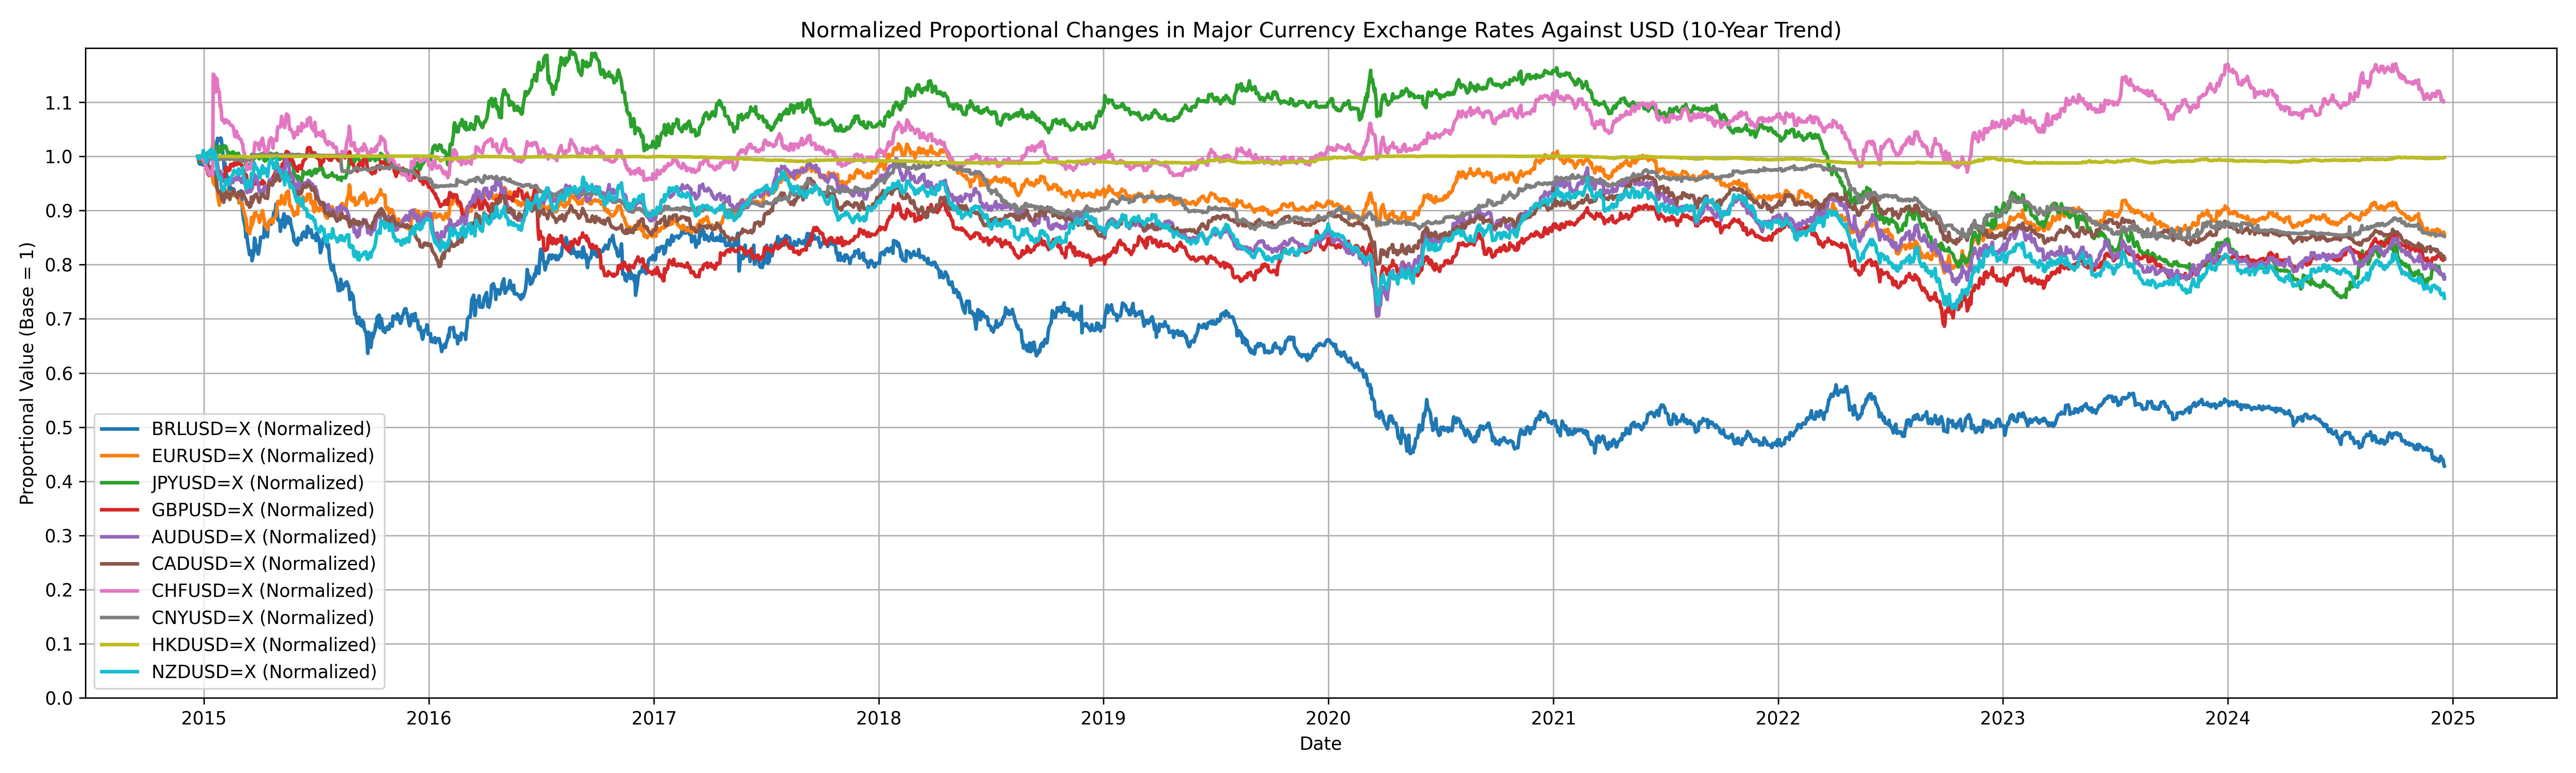 Normalized Proportional Changes in Major Currency Exchange Rates Against USD (10-Year Trend)
Proportional Value (Base = 1)
1.1
1.0
0.9
0.8
0.7
0.6
0.5
0.4
0.3
0.2
0.1
0.0
BRLUSD=X (Normalized)
EURUSD=X (Normalized)
JPYUSD=X (Normalized)
GBPUSD=X (Normalized)
AUDUSD=X (Normalized)
CADUSD=X (Normalized)
CHFUSD=X (Normalized)
CNYUSD=X (Normalized)
HKDUSD=X (Normalized)
NZDUSD=X (Normalized)
2015 2016 2017 2018 2019 2020 2021 2022 2023 2024 2025
Date